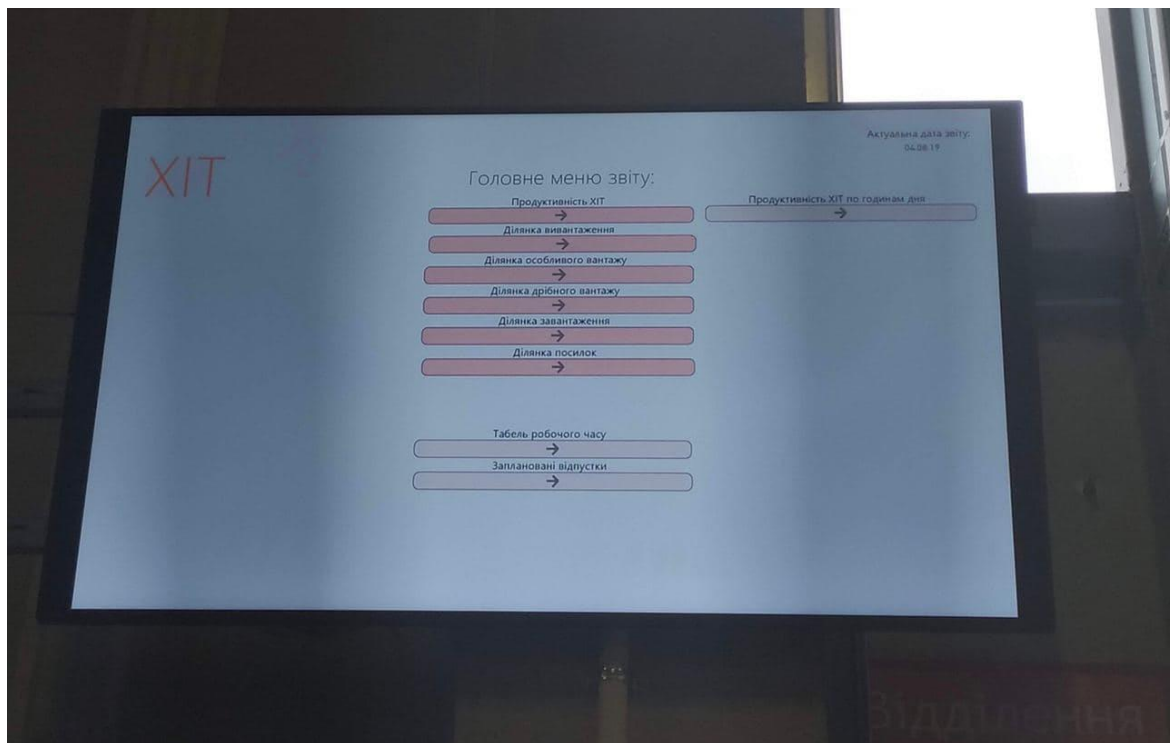 Актуальна дата звіту:
04.08.19
ХІТ
Головне меню звіту:
Продуктивність ХІТ
Продуктивність ХІТ по годинам дня
Ділянка вивантаження
Ділянка особливого вантажу
Ділянка дрібного вантажу
Ділянка завантаження
Ділянка посилок
Табель робочого часу
Заплановані відпустки
Відділення